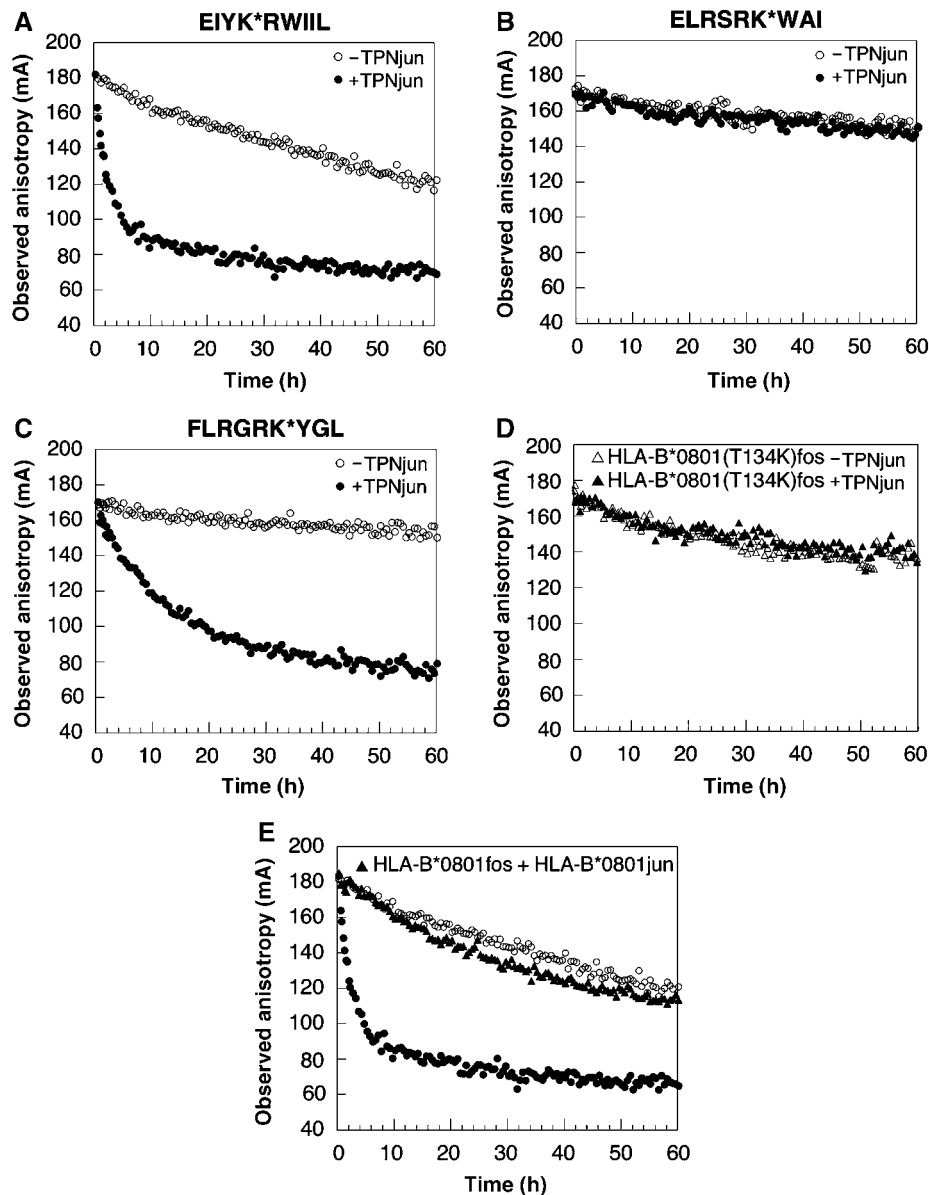 A
EIYK*RWIIL
Observed anisotropy (mA)
200
180
160
140
120
100
80
60
40
○ –TPNjun
● +TPNjun
0 10 20 30 40 50 60
Time (h)
B
ELRSRK*WAI
Observed anisotropy (mA)
200
180
160
140
120
100
80
60
40
○ –TPNjun
● +TPNjun
0 10 20 30 40 50 60
Time (h)
C
FLRGRK*YGL
Observed anisotropy (mA)
200
180
160
140
120
100
80
60
40
○ –TPNjun
● +TPNjun
0 10 20 30 40 50 60
Time (h)
D
Observed anisotropy (mA)
200
180
160
140
120
100
80
60
40
△ HLA-B*0801(T134K)fos –TPNjun
▲ HLA-B*0801(T134K)fos +TPNjun
0 10 20 30 40 50 60
Time (h)
E
Observed anisotropy (mA)
200
180
160
140
120
100
80
60
40
▲ HLA-B*0801fos + HLA-B*0801jun
0 10 20 30 40 50 60
Time (h)